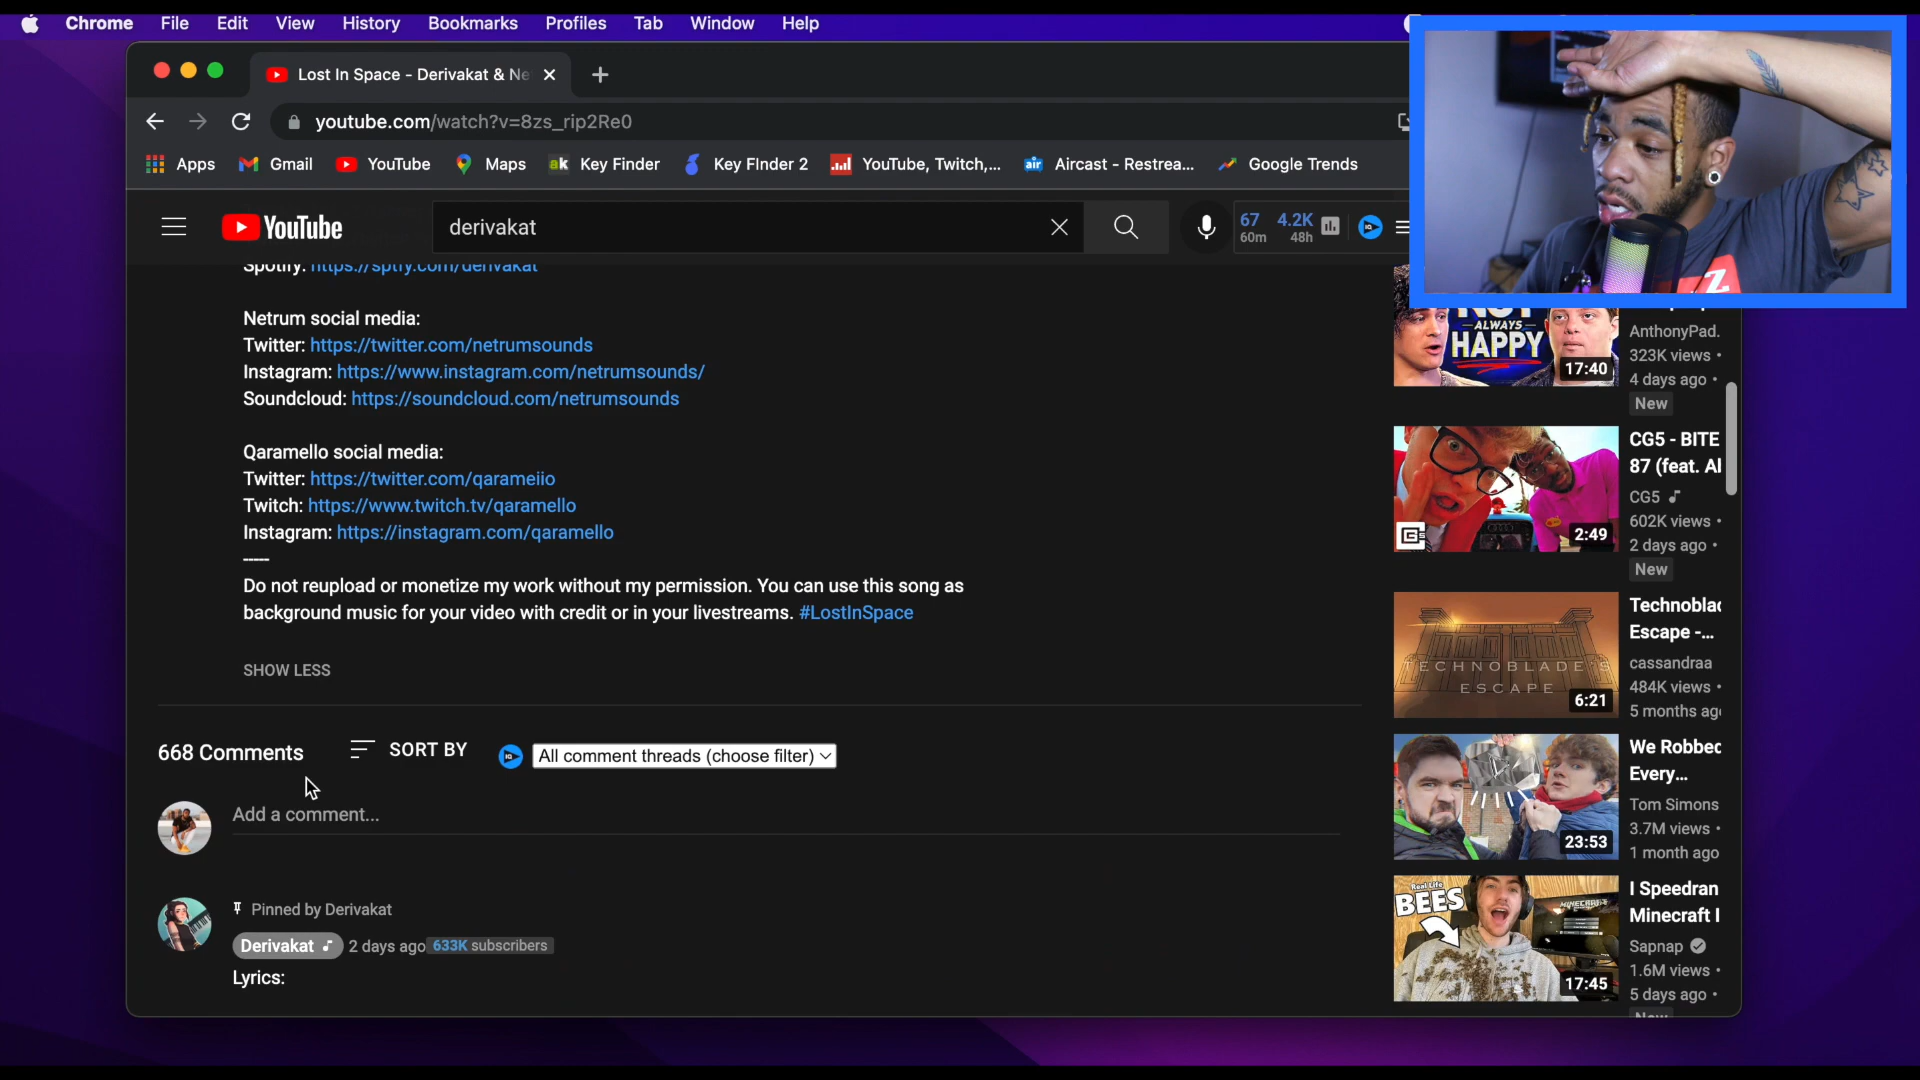 Chrome File Edit View History Bookmarks Profiles Tab Window Help
Lost In Space - Derivakat & Ne
youtube.com/watch?v=8zs_rip2Re0
Apps Gmail YouTube Maps Key Finder Key FInder 2 YouTube, Twitch,... Aircast - Restrea... Google Trends
YouTube
derivakat
67 4.2K
60m 48h
Spotify: https://sptfy.com/derivakat
Netrum social media:
Twitter: https://twitter.com/netrumsounds
Instagram: https://www.instagram.com/netrumsounds/
Soundcloud: https://soundcloud.com/netrumsounds
Qaramello social media:
Twitter: https://twitter.com/qarameiio
Twitch: https://www.twitch.tv/qaramello
Instagram: https://instagram.com/qaramello
-----
Do not reupload or monetize my work without my permission. You can use this song as
background music for your video with credit or in your livestreams. #LostInSpace
SHOW LESS
668 Comments SORT BY All comment threads (choose filter)
Add a comment...
Pinned by Derivakat
Derivakat 2 days ago 633K subscribers
Lyrics:
NOT
ALWAYS
HAPPY
17:40
AnthonyPad.
323K views •
4 days ago •
New
2:49
CG5 - BITE
87 (feat. Al
CG5
602K views •
2 days ago •
New
TECHNOBLADE'S
ESCAPE
6:21
Technoblad
Escape -...
cassandraa
484K views •
5 months ago
23:53
We Robbed
Every...
Tom Simons
3.7M views •
1 month ago
Real Life
BEES
17:45
I Speedran
Minecraft I
Sapnap
1.6M views •
5 days ago •
New